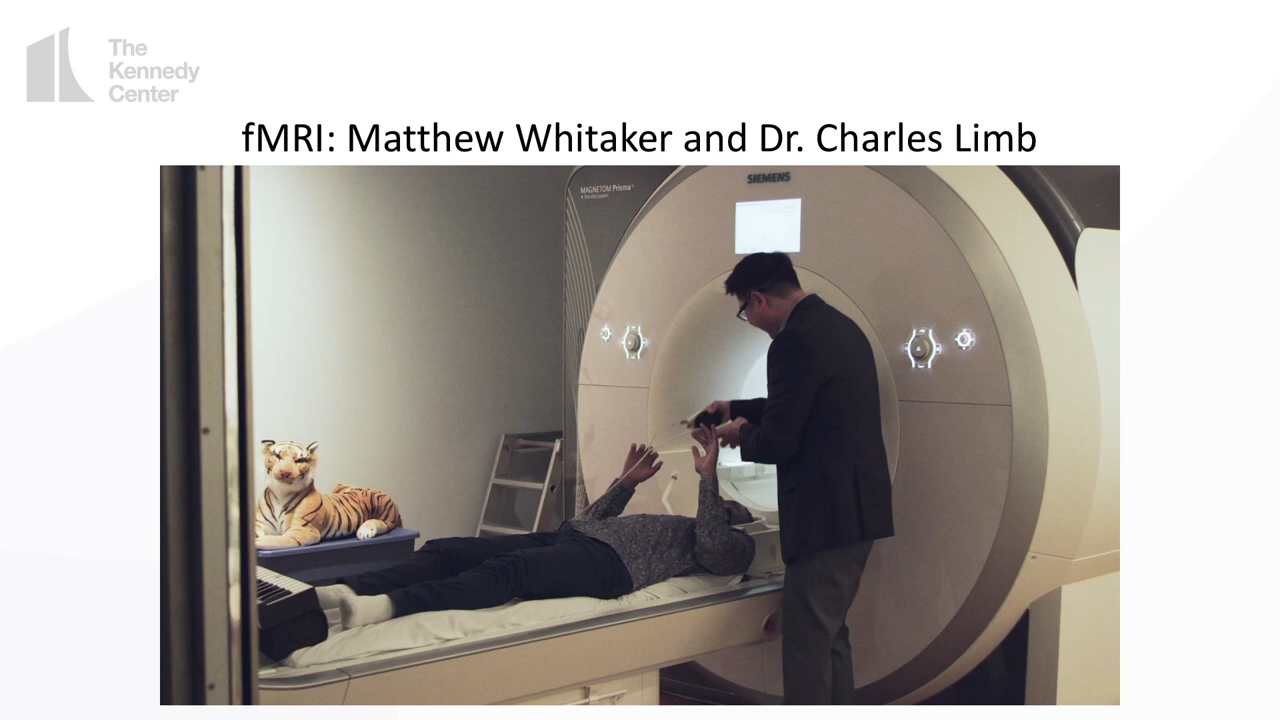 The
Kennedy
Center
fMRI: Matthew Whitaker and Dr. Charles Limb
SIEMENS
MAGNETOM Prisma